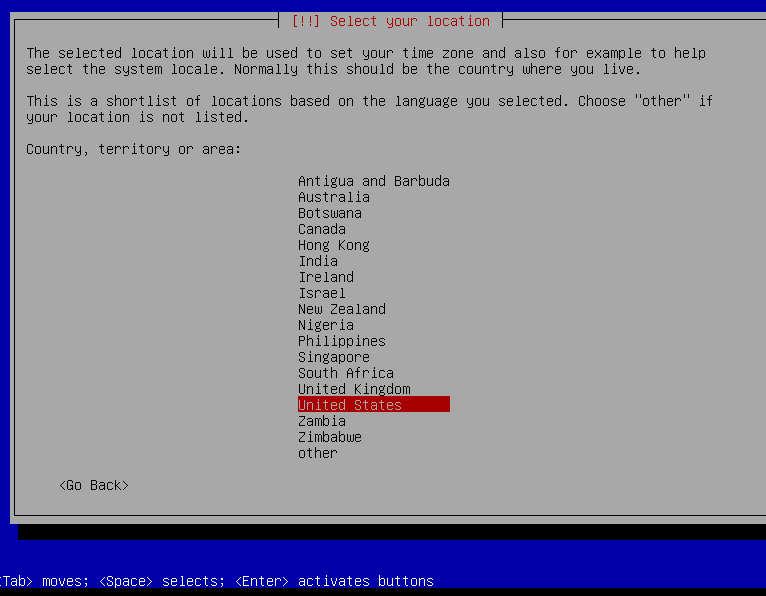 [!!] Select your location
The selected location will be used to set your time zone and also for example to help
select the system locale. Normally this should be the country where you live.
This is a shortlist of locations based on the language you selected. Choose "other" if
your location is not listed.
Country, territory or area:
Antigua and Barbuda
Australia
Botswana
Canada
Hong Kong
India
Ireland
Israel
New Zealand
Nigeria
Philippines
Singapore
South Africa
United Kingdom
United States
Zambia
Zimbabwe
other
<Go Back>
Tab> moves; <Space> selects; <Enter> activates buttons